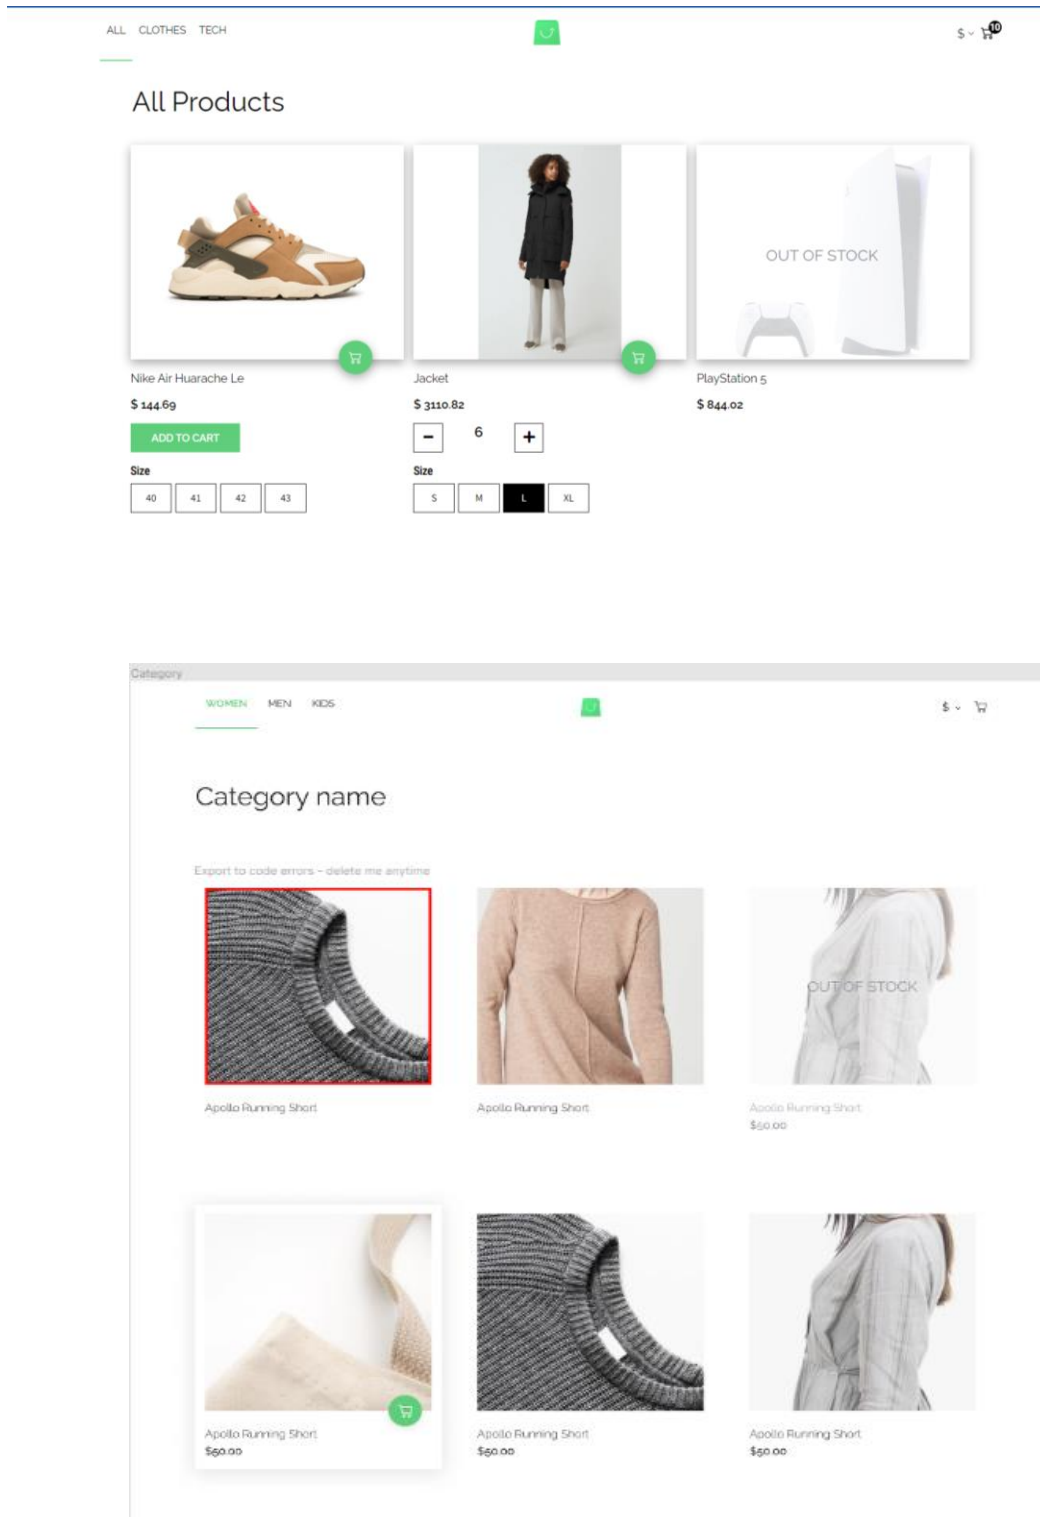 ALL CLOTHES TECH
$ 10
All Products
OUT OF STOCK
Nike Air Huarache Le
Jacket
PlayStation 5
$ 144.69
$ 3110.82
$ 844.02
ADD TO CART
- 6 +
Size
Size
40 41 42 43
S M L XL
Category
WOMEN MEN KIDS
$
Category name
Export to code errors - delete me anytime
OUT OF STOCK
Apollo Running Short
Apollo Running Short
Apollo Running Short
$50.00
Apollo Running Short
Apollo Running Short
Apollo Running Short
$50.00
$50.00
$50.00